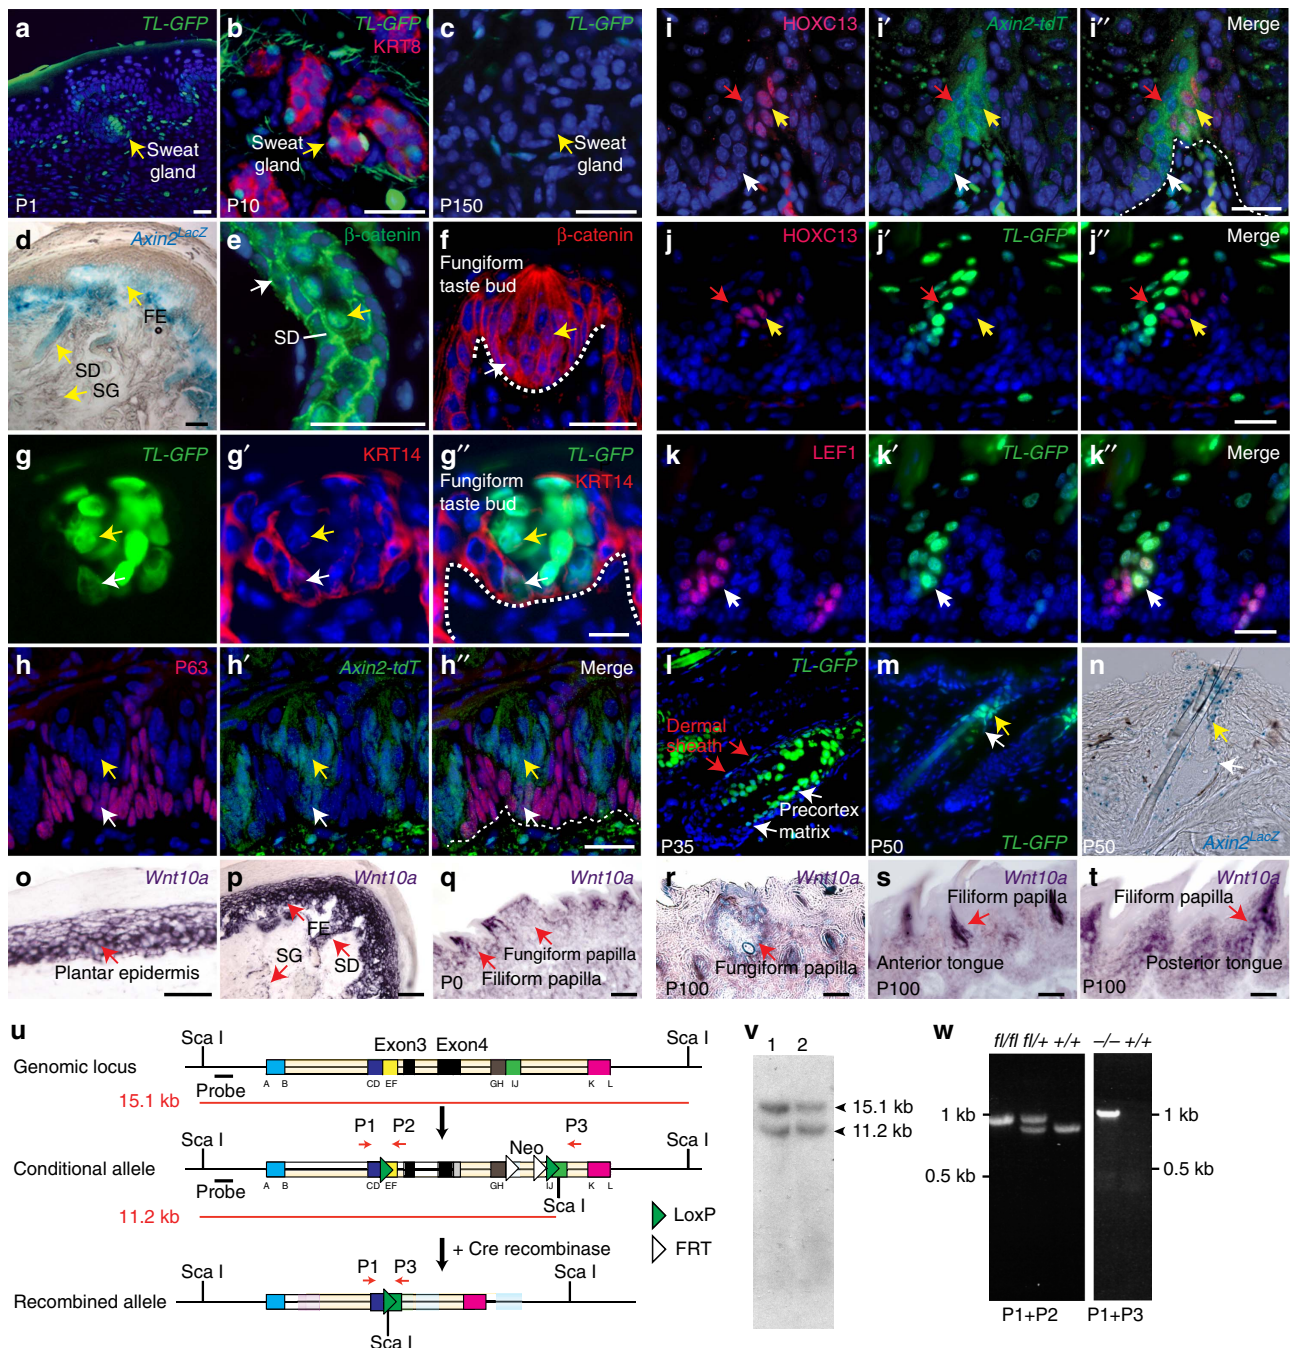 a TL-GFP
Sweat
gland
P1
b TL-GFP
KRT8
Sweat
gland
P10
c TL-GFP
Sweat
gland
P150
d Axin2LacZ
FE
SD
SG
e β-catenin
SD
f β-catenin
Fungiform
taste bud
g TL-GFP
g′ KRT14
g″ TL-GFP
Fungiform KRT14
taste bud
h P63
h′ Axin2-tdT
h″ Merge
i HOXC13
i′ Axin2-tdT
i″ Merge
j HOXC13
j′ TL-GFP
j″ Merge
k LEF1
k′ TL-GFP
k″ Merge
l TL-GFP
Dermal
sheath
Precortex
matrix
P35
m
P50 TL-GFP
n
P50 Axin2LacZ
o Wnt10a
Plantar epidermis
p Wnt10a
FE
SG
SD
q Wnt10a
Fungiform papilla
Filiform papilla
P0
r Wnt10a
Fungiform papilla
P100
s Wnt10a
Filiform papilla
Anterior tongue
P100
t Wnt10a
Filiform papilla
Posterior tongue
P100
u
Sca I Exon3 Exon4 Sca I
Genomic locus
A B CD EF GH IJ K L
Probe
15.1 kb
P1 P2 P3
Sca I Neo Sca I
Conditional allele
A B CD EF GH IJ K L
Probe
Sca I
11.2 kb
LoxP
FRT
+ Cre recombinase
P1 P3
Sca I Sca I
Recombined allele
Sca I
v
1 2
15.1 kb
11.2 kb
w
fl/fl fl/+ +/+ –/– +/+
1 kb 1 kb
0.5 kb 0.5 kb
P1+P2 P1+P3